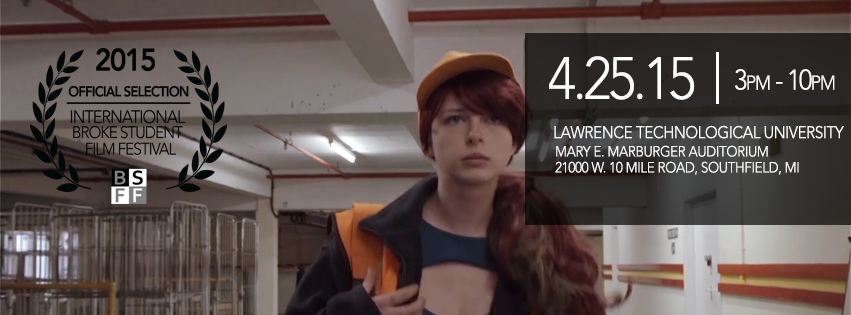 2015
OFFICIAL SELECTION
INTERNATIONAL
BROKE STUDENT
FILM FESTIVAL
BS
FF
4.25.15 | 3PM - 10PM
LAWRENCE TECHNOLOGICAL UNIVERSITY
MARY E. MARBURGER AUDITORIUM
21000 W. 10 MILE ROAD, SOUTHFIELD, MI